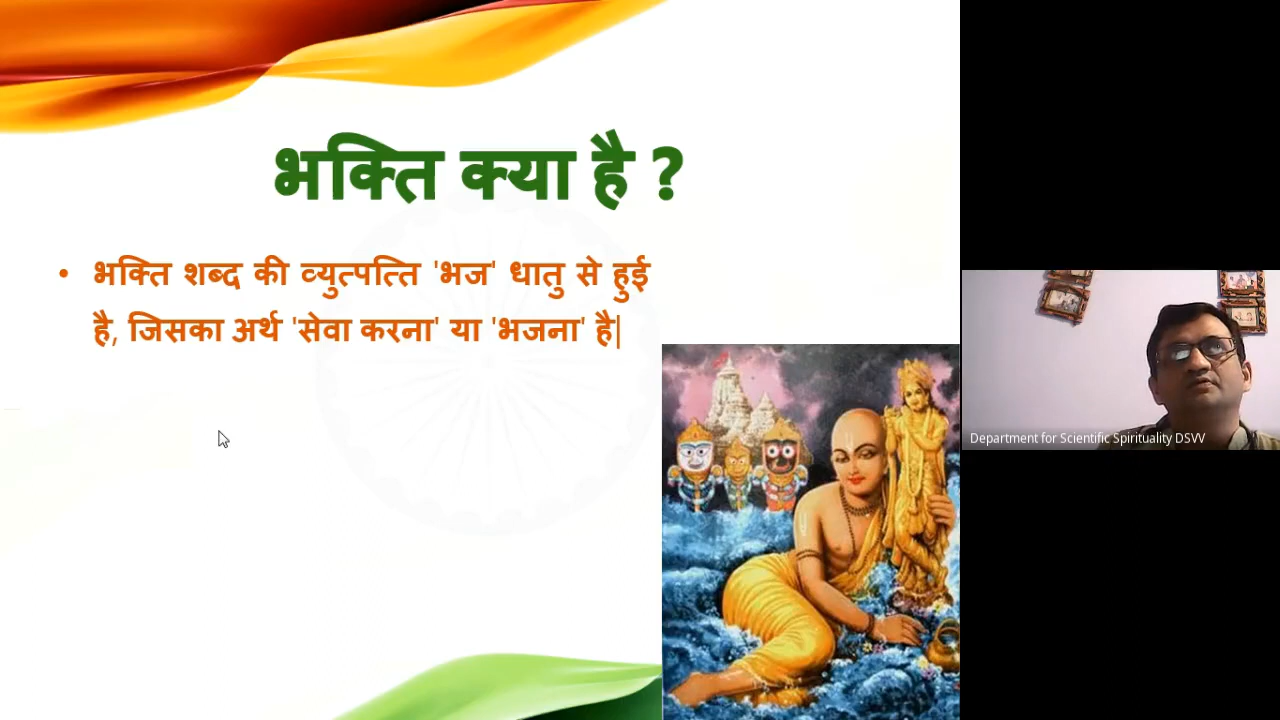 भक्ति क्या है ?
• भक्ति शब्द की व्युत्पत्ति 'भज' धातु से हुई
है, जिसका अर्थ 'सेवा करना' या 'भजना' है|
Department for Scientific Spirituality DSVV